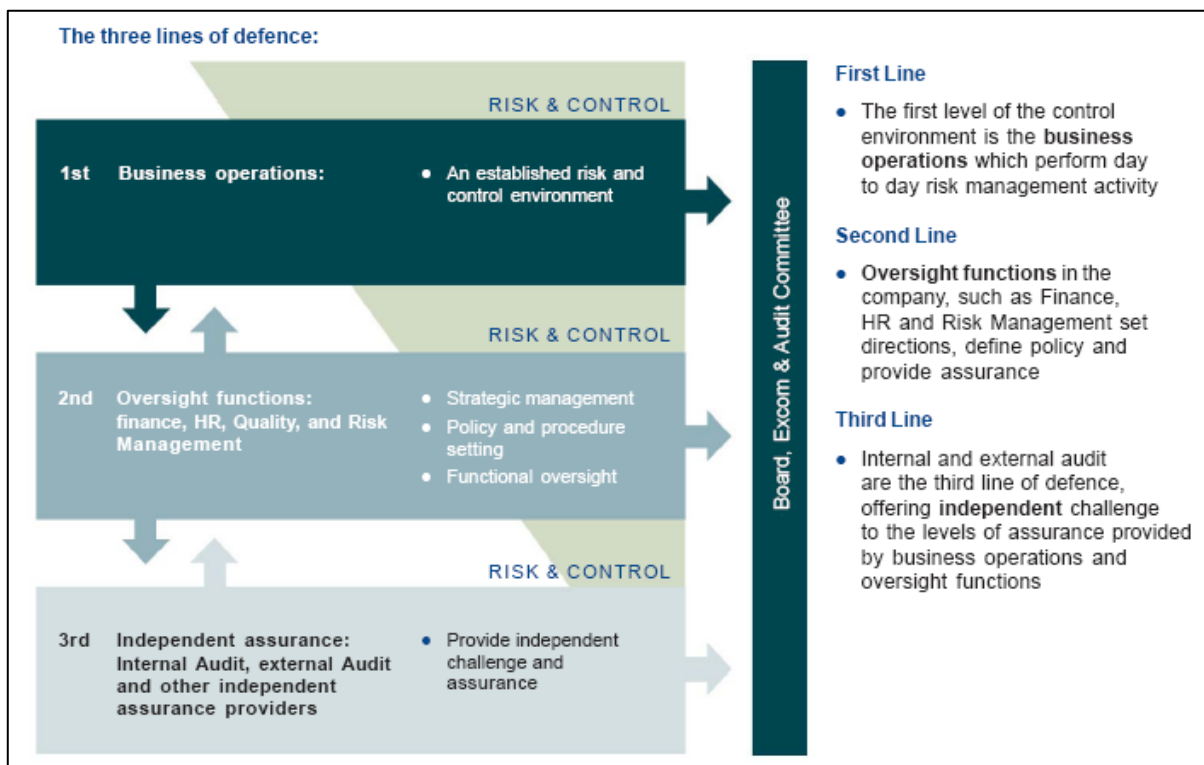 The three lines of defence:
RISK & CONTROL
1st Business operations:
• An established risk and
control environment
RISK & CONTROL
2nd Oversight functions:
finance, HR, Quality, and Risk
Management
• Strategic management
• Policy and procedure
setting
• Functional oversight
RISK & CONTROL
3rd Independent assurance:
Internal Audit, external Audit
and other independent
assurance providers
• Provide independent
challenge and
assurance
Board, Excom & Audit Committee
First Line
• The first level of the control
environment is the business
operations which perform day
to day risk management activity
Second Line
• Oversight functions in the
company, such as Finance,
HR and Risk Management set
directions, define policy and
provide assurance
Third Line
• Internal and external audit
are the third line of defence,
offering independent challenge
to the levels of assurance provided
by business operations and
oversight functions